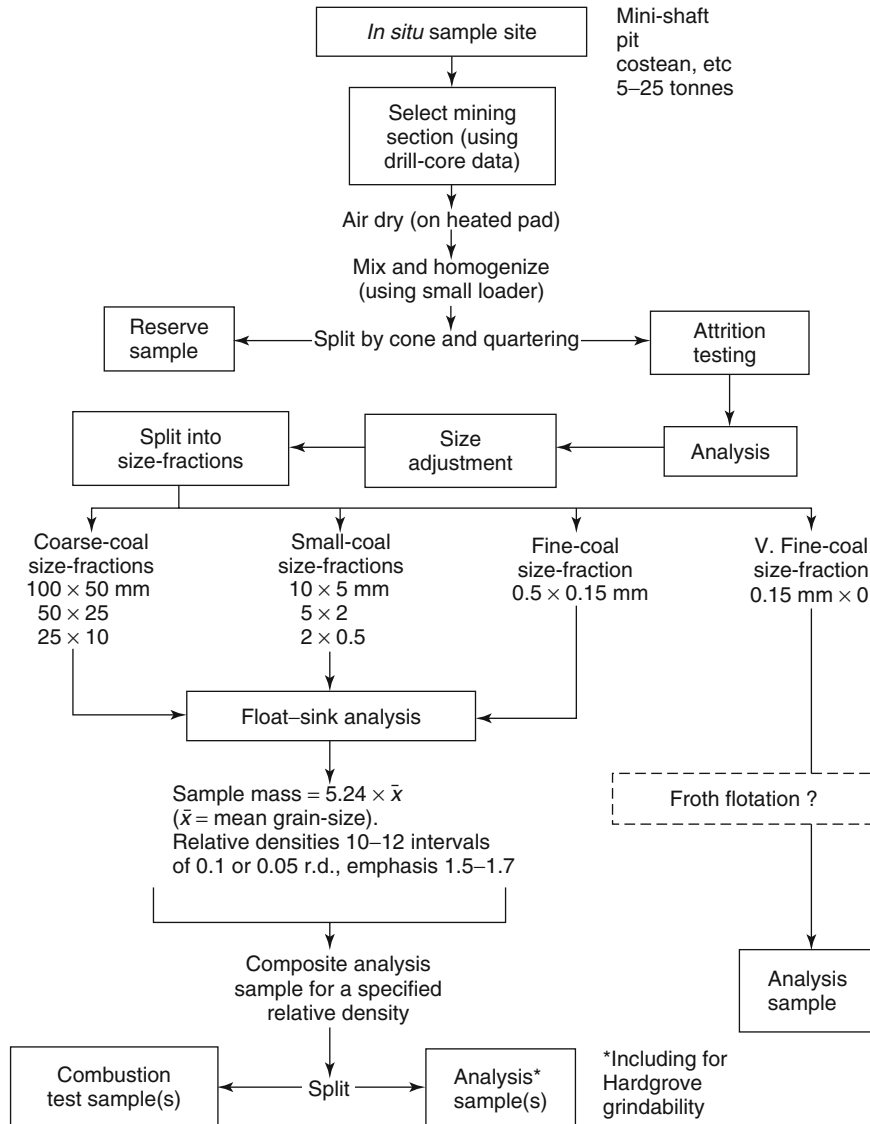 In situ sample site
Mini-shaft
pit
costean, etc
5–25 tonnes
Select mining
section (using
drill-core data)
Air dry (on heated pad)
Mix and homogenize
(using small loader)
Reserve
sample
Split by cone and quartering
Attrition
testing
Split into
size-fractions
Size
adjustment
Analysis
Coarse-coal
size-fractions
100 × 50 mm
50 × 25
25 × 10
Small-coal
size-fractions
10 × 5 mm
5 × 2
2 × 0.5
Fine-coal
size-fraction
0.5 × 0.15 mm
V. Fine-coal
size-fraction
0.15 mm × 0
Float–sink analysis
Sample mass = 5.24 × x̄
(x̄ = mean grain-size).
Relative densities 10–12 intervals
of 0.1 or 0.05 r.d., emphasis 1.5–1.7
Froth flotation ?
Composite analysis
sample for a specified
relative density
Analysis
sample
Combustion
test sample(s)
Split
Analysis*
sample(s)
*Including for
Hardgrove
grindability